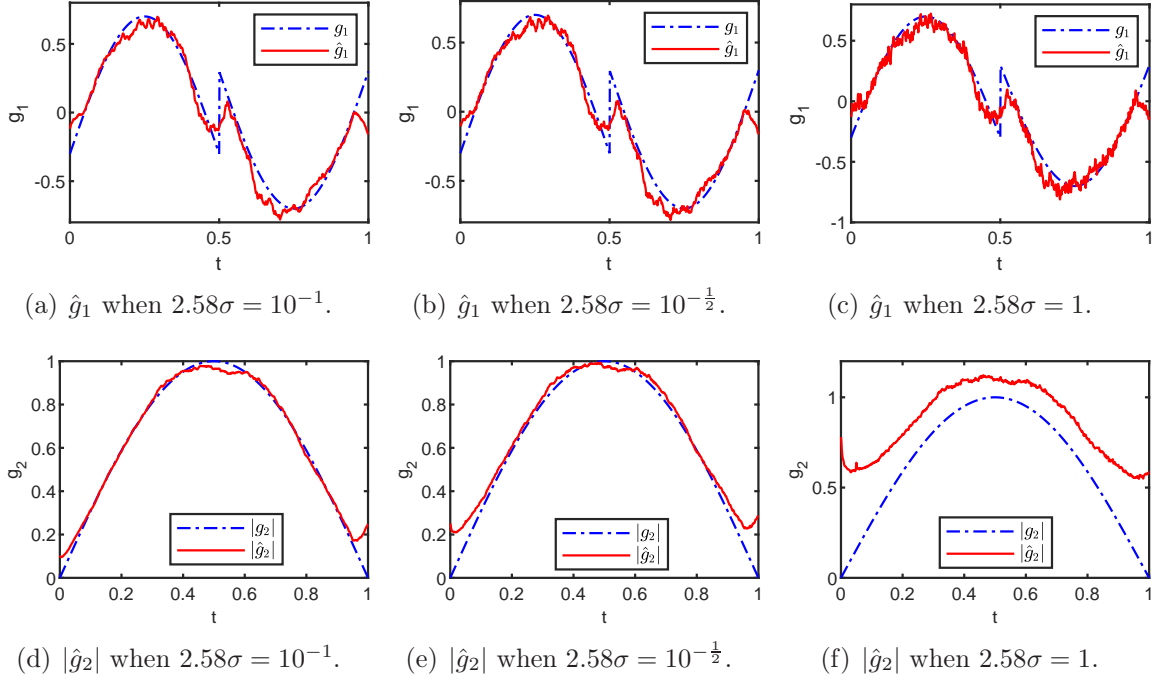 g₁
0.5
0
-0.5
0 0.5 1
t
g₁
ĝ₁
(a) ĝ₁ when 2.58σ = 10⁻¹.
g₁
0.5
0
-0.5
0 0.5 1
t
g₁
ĝ₁
(b) ĝ₁ when 2.58σ = 10^{-1/2}.
g₁
0.5
0
-0.5
-1
0 0.5 1
t
g₁
ĝ₁
(c) ĝ₁ when 2.58σ = 1.
g₂
1
0.8
0.6
0.4
0.2
0
0 0.2 0.4 0.6 0.8 1
t
|g₂|
|ĝ₂|
(d) |ĝ₂| when 2.58σ = 10⁻¹.
g₂
1
0.8
0.6
0.4
0.2
0
0 0.2 0.4 0.6 0.8 1
t
|g₂|
|ĝ₂|
(e) |ĝ₂| when 2.58σ = 10^{-1/2}.
g₂
1
0.5
0
0 0.2 0.4 0.6 0.8 1
t
|g₂|
|ĝ₂|
(f) |ĝ₂| when 2.58σ = 1.